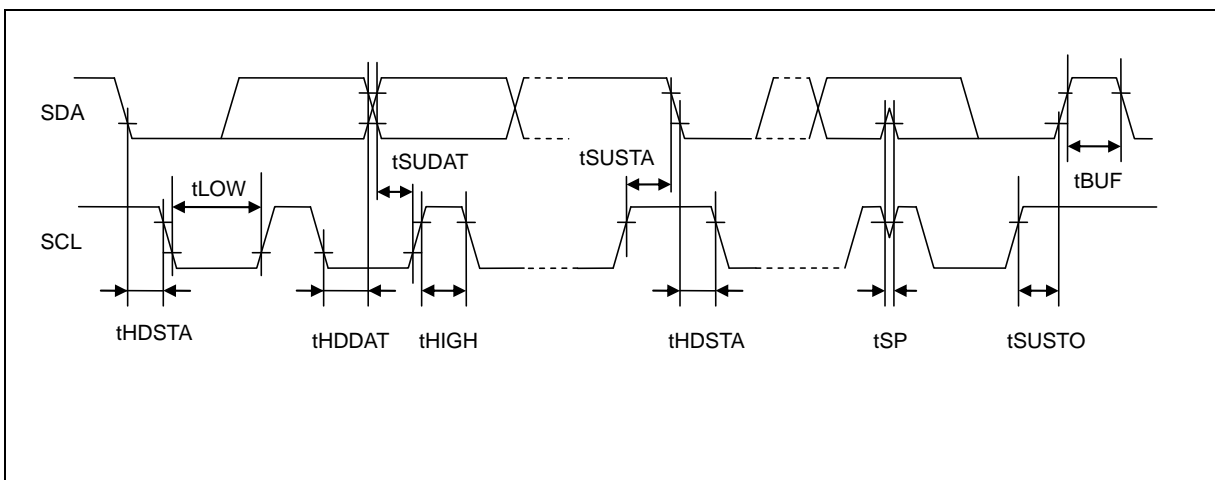 SDA
tSUDAT
tSUSTA
tBUF
tLOW
SCL
tHDSTA
tHDDAT
tHIGH
tHDSTA
tSP
tSUSTO